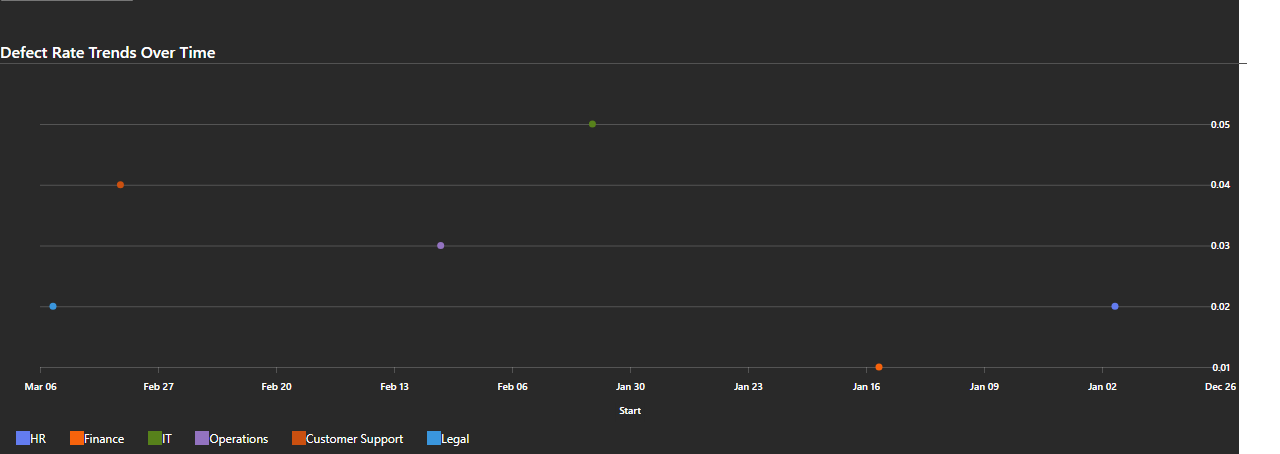 Defect Rate Trends Over Time
0.05
0.04
0.03
0.02
0.01
Mar 06 Feb 27 Feb 20 Feb 13 Feb 06 Jan 30 Jan 23 Jan 16 Jan 09 Jan 02 Dec 26
Start
HR Finance IT Operations Customer Support Legal